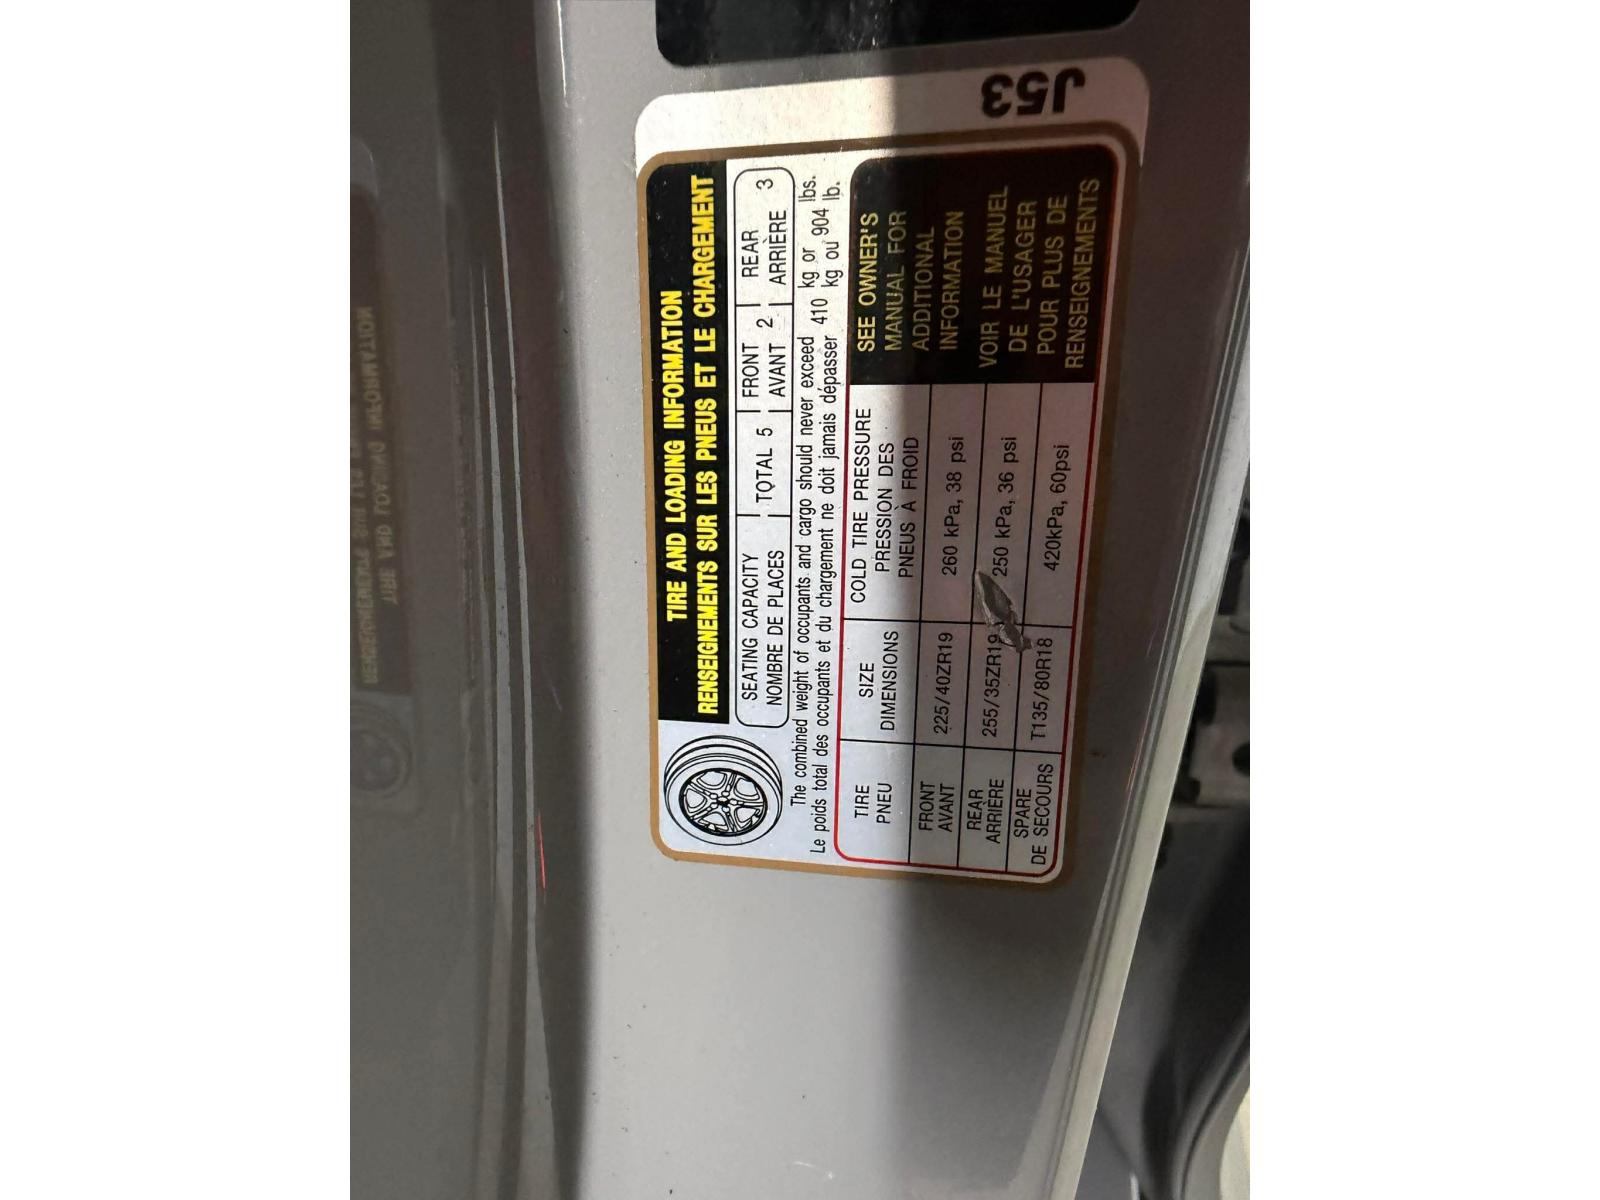 J53
TIRE AND LOADING INFORMATION
RENSEIGNEMENTS SUR LES PNEUS ET LE CHARGEMENT
SEATING CAPACITY | TOTAL 5 | FRONT 2 | REAR 3
NOMBRE DE PLACES | AVANT | ARRIÈRE
The combined weight of occupants and cargo should never exceed 410 kg or lbs.
Le poids total des occupants et du chargement ne doit jamais dépasser kg ou 904 lb.
TIRE SIZE COLD TIRE PRESSURE
PNEU DIMENSIONS PRESSION DES
PNEUS À FROID
FRONT
AVANT 225/40ZR19 260 kPa, 38 psi
REAR
ARRIÈRE 255/35ZR19 250 kPa, 36 psi
SPARE
DE SECOURS T135/80R18 420kPa, 60psi
SEE OWNER'S
MANUAL FOR
ADDITIONAL
INFORMATION
VOIR LE MANUEL
DE L'USAGER
POUR PLUS DE
RENSEIGNEMENTS